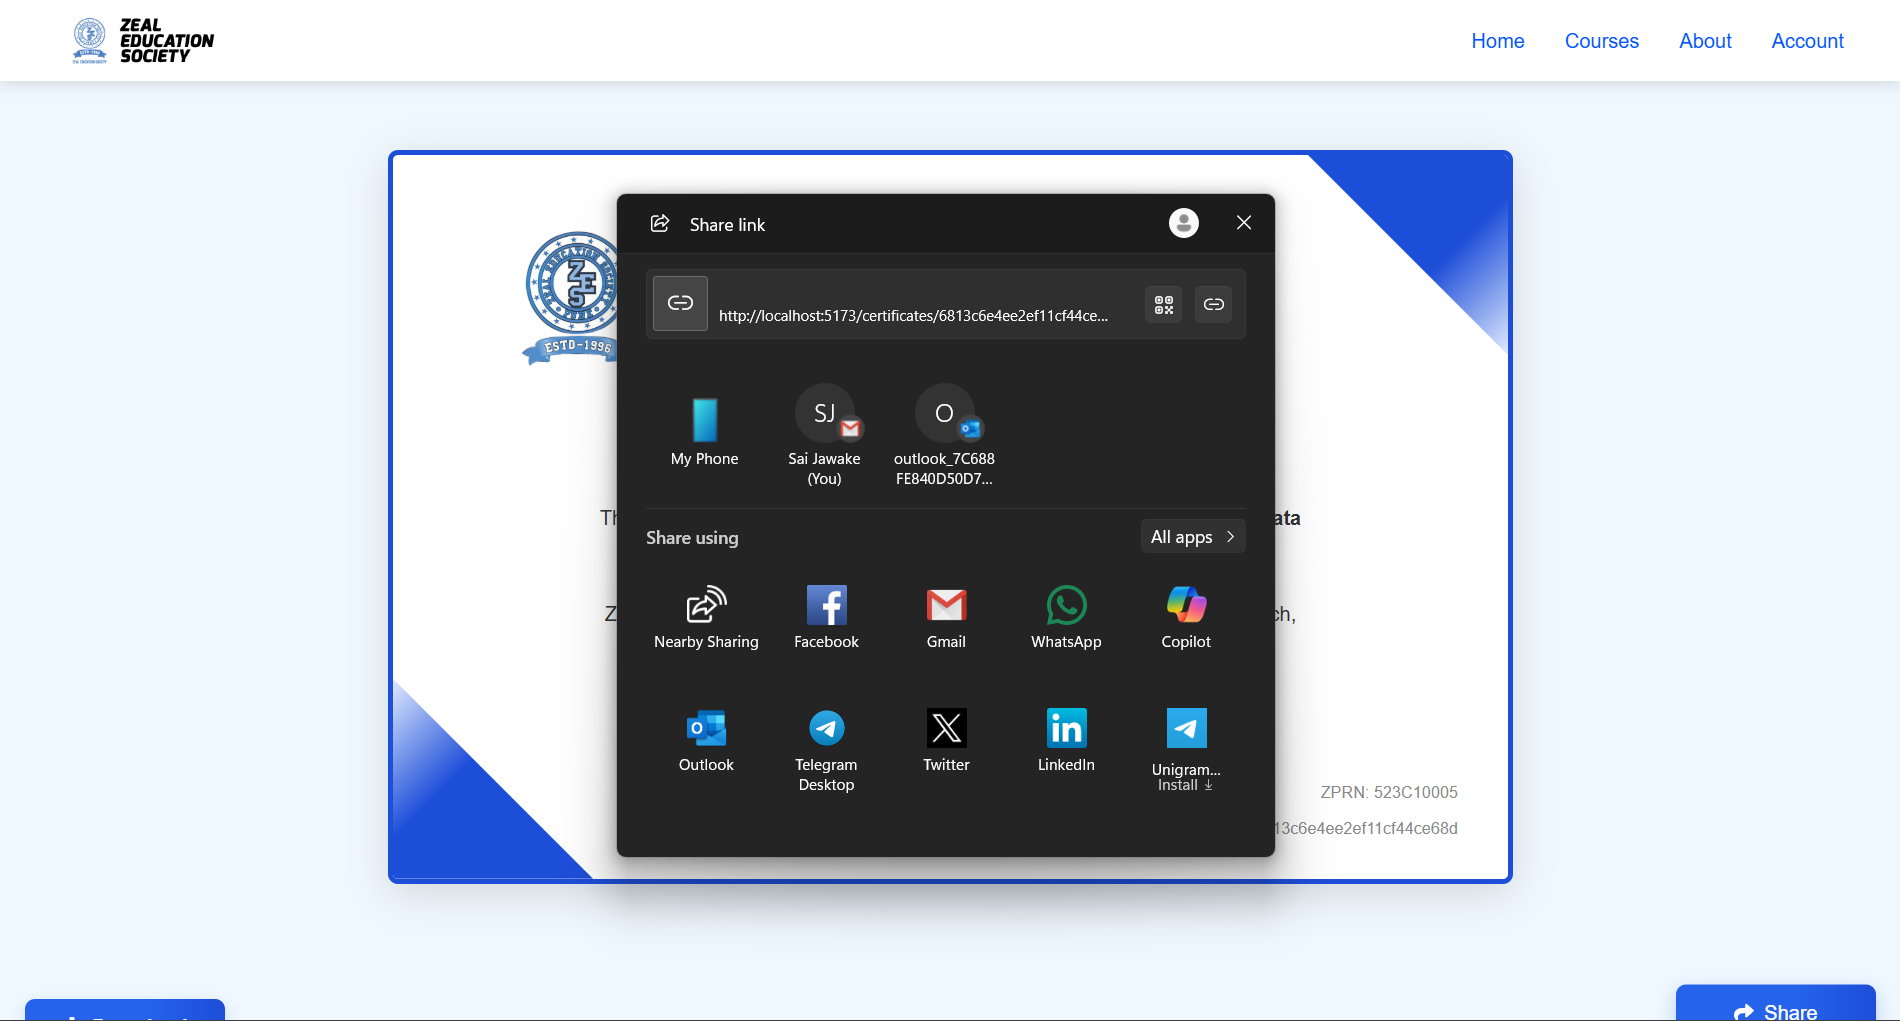 ZEAL
EDUCATION
SOCIETY
Home
Courses
About
Account
Share link
http://localhost:5173/certificates/6813c6e4ee2ef11cf44ce...
ZES
ESTD-1996
My Phone
SJ
Sai Jawake
(You)
O
outlook_7C688
FE840D50D7...
Th
ata
Share using
All apps
Z
ch,
Nearby Sharing
Facebook
Gmail
WhatsApp
Copilot
Outlook
Telegram
Desktop
Twitter
LinkedIn
Unigram...
Install
ZPRN: 523C10005
13c6e4ee2ef11cf44ce68d
Share